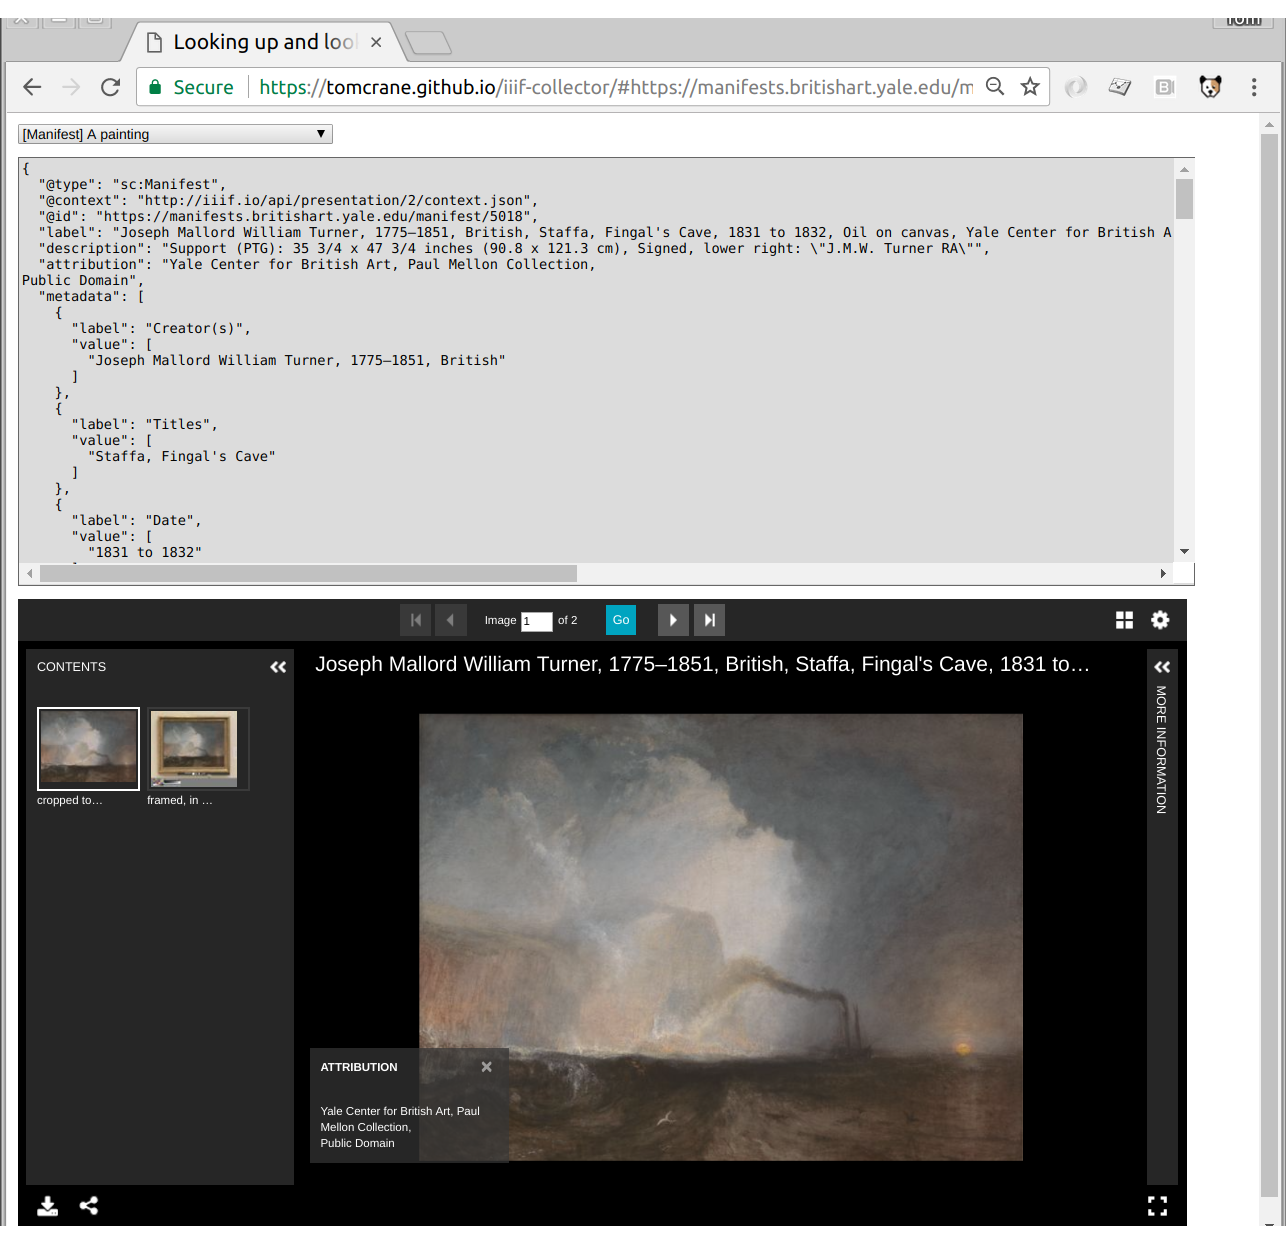 Tom
Looking up and loo
Secure
https://tomcrane.github.io/iiif-collector/#https://manifests.britishart.yale.edu/m
[Manifest] A painting
{
"@type": "sc:Manifest",
"@context": "http://iiif.io/api/presentation/2/context.json",
"@id": "https://manifests.britishart.yale.edu/manifest/5018",
"label": "Joseph Mallord William Turner, 1775–1851, British, Staffa, Fingal's Cave, 1831 to 1832, Oil on canvas, Yale Center for British A
"description": "Support (PTG): 35 3/4 x 47 3/4 inches (90.8 x 121.3 cm), Signed, lower right: \"J.M.W. Turner RA\"",
"attribution": "Yale Center for British Art, Paul Mellon Collection,
Public Domain",
"metadata": [
{
"label": "Creator(s)",
"value": [
"Joseph Mallord William Turner, 1775–1851, British"
]
},
{
"label": "Titles",
"value": [
"Staffa, Fingal's Cave"
]
},
{
"label": "Date",
"value": [
"1831 to 1832"
Image 1 of 2 Go
CONTENTS
cropped to…
framed, in …
Joseph Mallord William Turner, 1775–1851, British, Staffa, Fingal's Cave, 1831 to…
MORE INFORMATION
ATTRIBUTION
Yale Center for British Art, Paul
Mellon Collection,
Public Domain